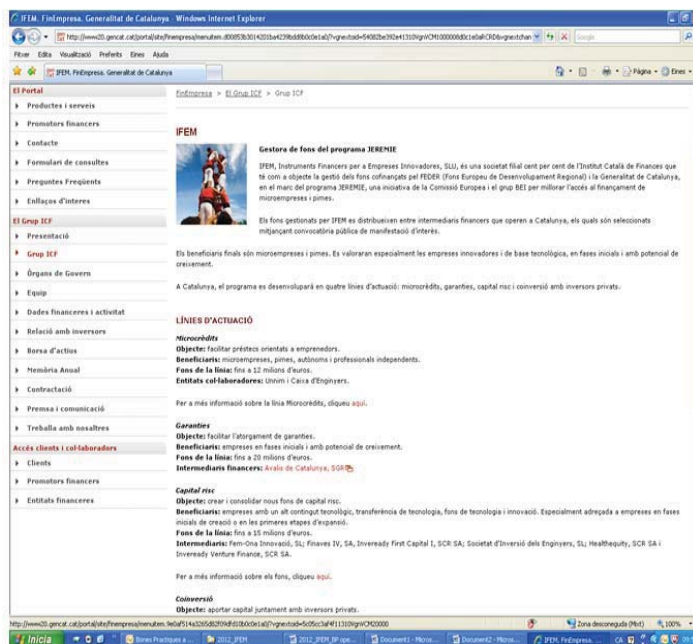 IFEM. FinEmpresa. Generalitat de Catalunya - Windows Internet Explorer
Google
Fitxer Edita Visualització Preferits Eines Ajuda
IFEM. FinEmpresa. Generalitat de Catalunya
Pàgina Eines
El Portal
Productes i serveis
Promotors financers
Contacte
Formulari de consultes
Preguntes Freqüents
Enllaços d'interes
El Grup ICF
Presentació
Grup ICF
Òrgans de Govern
Equip
Dades financeres i activitat
Relació amb inversors
Borsa d'actius
Memòria Anual
Contractació
Premsa i comunicació
Treballa amb nosaltres
Accés clients i col·laboradors
Clients
Promotors financers
Entitats financeres
FinEmpresa > El Grup ICF > Grup ICF
IFEM
Gestora de fons del programa JEREMIE
IFEM, Instruments Financers per a Empreses Innovadores, SLU, és una societat filial cent per cent de l'Institut Català de Finances que
té com a objecte la gestió dels fons cofinançats pel FEDER (Fons Europeu de Desenvolupament Regional) i la Generalitat de Catalunya,
en el marc del programa JEREMIE, una iniciativa de la Comissió Europea i el grup BEI per millorar l'accés al finançament de
microempreses i pimes.
Els fons gestionats per IFEM es distribueixen entre intermediaris financers que operen a Catalunya, els quals són seleccionats
mitjançant convocatòria pública de manifestació d'interès.
Els beneficiaris finals són microempreses i pimes. Es valoraran especialment les empreses innovadores i de base tecnològica, en fases inicials i amb potencial de
creixement.
A Catalunya, el programa es desenvoluparà en quatre línies d'actuació: microcrèdits, garanties, capital risc i coinversió amb inversors privats.
LÍNIES D'ACTUACIÓ
Microcrèdits
Objecte: facilitar préstecs orientats a emprenedors.
Beneficiaris: microempreses, pimes, autònoms i professionals independents.
Fons de la línia: fins a 12 milions d'euros.
Entitats col·laboradores: Unnim i Caixa d'Enginyers.
Per a més informació sobre la línia Microcrèdits, cliqueu aquí.
Garanties
Objecte: facilitar l'atorgament de garanties.
Beneficiaris: empreses en fases inicials i amb potencial de creixement.
Fons de la línia: fins a 20 milions d'euros.
Intermediaris financers: Avalis de Catalunya, SGR
Capital risc
Objecte: crear i consolidar nous fons de capital risc.
Beneficiaris: empreses amb un alt contingut tecnològic, transferència de tecnologia, fons de tecnologia i innovació. Especialment adreçada a empreses en fases
inicials de creació o en les primeres etapes d'expansió.
Fons de la línia: fins a 15 milions d'euros.
Intermediaris: Fem-Ona Innovació, SL; Finaves IV, SA, Inveready First Capital I, SCR SA; Societat d'Inversió dels Enginyers, SL; Healthequity, SCR SA i
Inveready Venture Finance, SCR SA.
Per a més informació sobre els fons, cliqueu aquí.
Coinversió
Objecte: aportar capital juntament amb inversors privats.
Zona desconeguda (Mixt) 100%
Inicia Bones Practiques a ... 2012_IFEM 2012_IFEM_BP ope... Document1 - Micros... Document2 - Micros... IFEM. FinEmpresa. ... CA